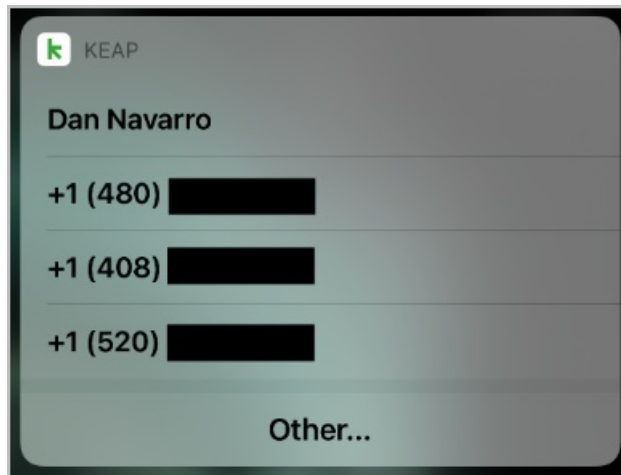 k KEAP
Dan Navarro
+1 (480)
+1 (408)
+1 (520)
Other...